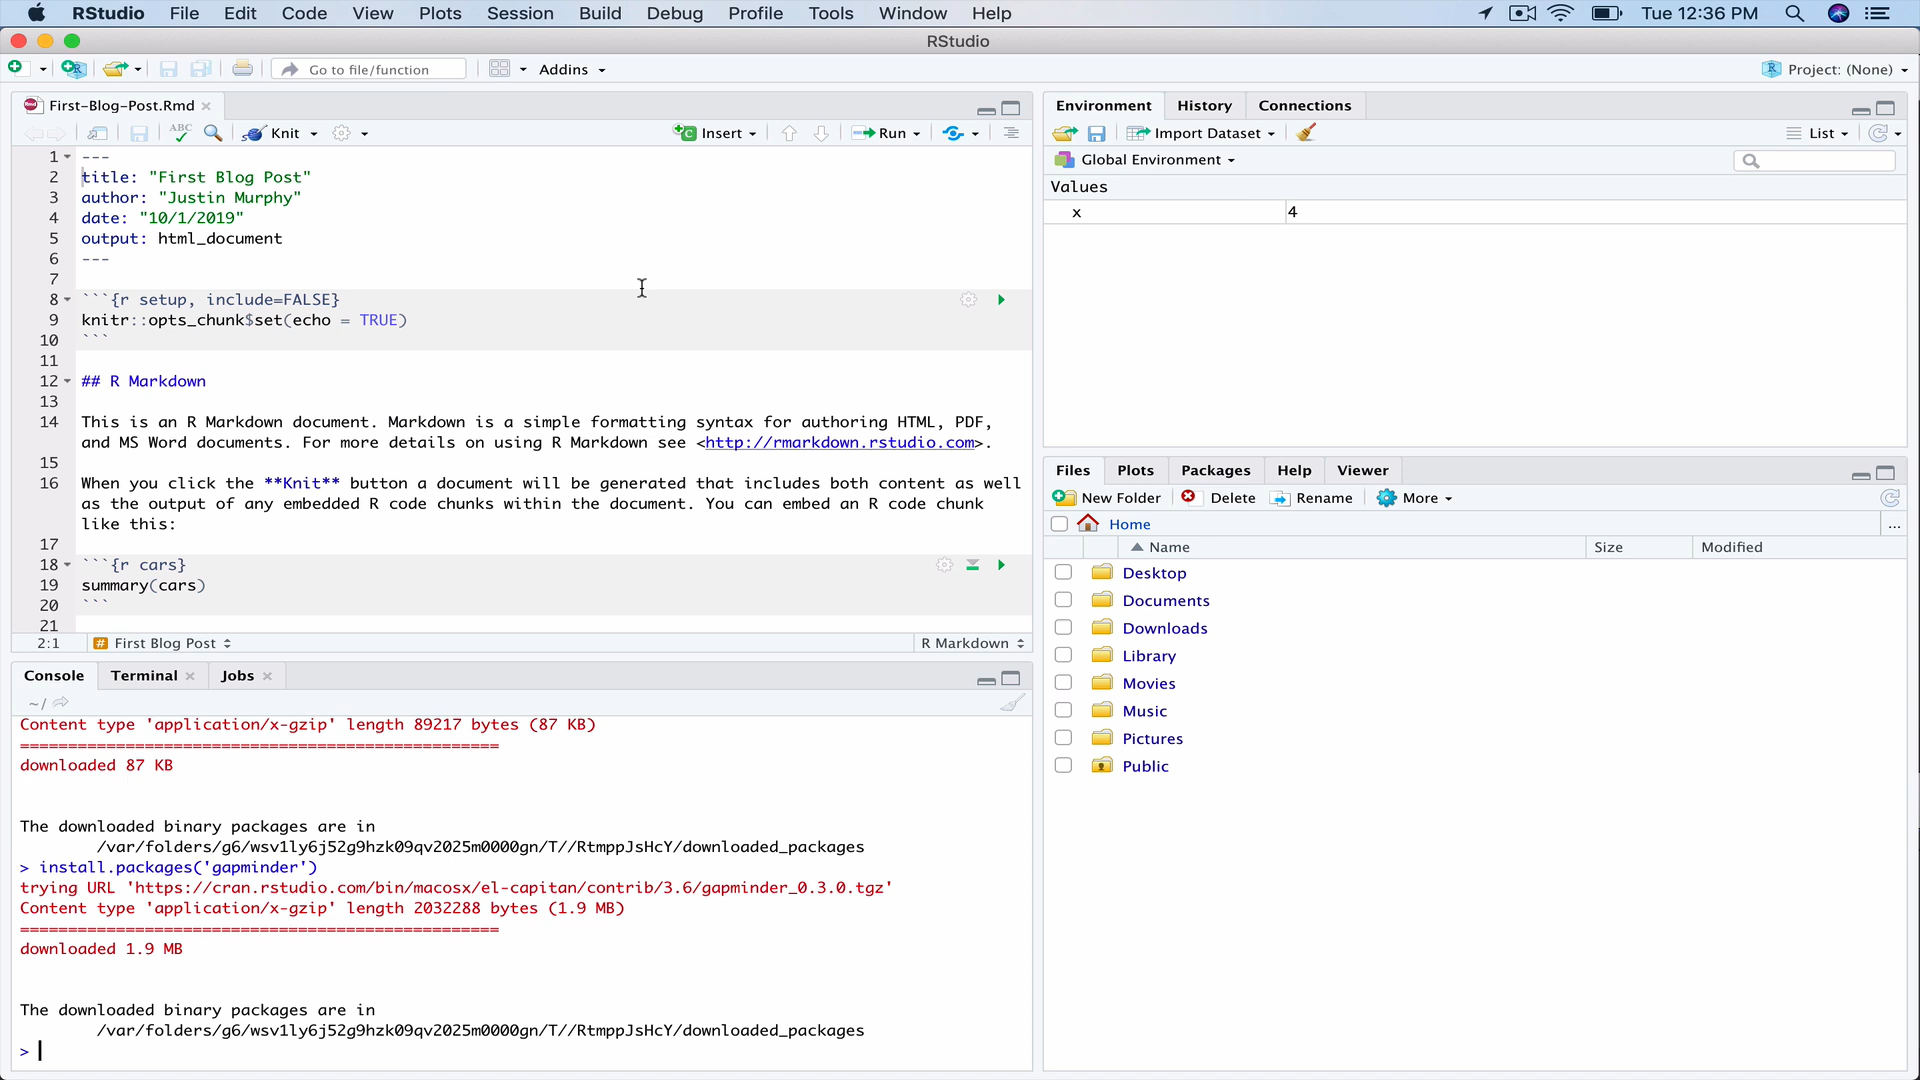 RStudio File Edit Code View Plots Session Build Debug Profile Tools Window Help Tue 12:36 PM
RStudio
Go to file/function Addins Project: (None)
First-Blog-Post.Rmd
ABC Knit Insert Run
1 ---
2 title: "First Blog Post"
3 author: "Justin Murphy"
4 date: "10/1/2019"
5 output: html_document
6 ---
7
8 ```{r setup, include=FALSE}
9 knitr::opts_chunk$set(echo = TRUE)
10 ```
11
12 ## R Markdown
13
14 This is an R Markdown document. Markdown is a simple formatting syntax for authoring HTML, PDF,
and MS Word documents. For more details on using R Markdown see <http://rmarkdown.rstudio.com>.
15
16 When you click the **Knit** button a document will be generated that includes both content as well
as the output of any embedded R code chunks within the document. You can embed an R code chunk
like this:
17
18 ```{r cars}
19 summary(cars)
20 ```
21
2:1 # First Blog Post R Markdown
Console Terminal Jobs
~/
Content type 'application/x-gzip' length 89217 bytes (87 KB)
==================================================
downloaded 87 KB
The downloaded binary packages are in
/var/folders/g6/wsv1ly6j52g9hzk09qv2025m0000gn/T//RtmppJsHcY/downloaded_packages
> install.packages('gapminder')
trying URL 'https://cran.rstudio.com/bin/macosx/el-capitan/contrib/3.6/gapminder_0.3.0.tgz'
Content type 'application/x-gzip' length 2032288 bytes (1.9 MB)
==================================================
downloaded 1.9 MB
The downloaded binary packages are in
/var/folders/g6/wsv1ly6j52g9hzk09qv2025m0000gn/T//RtmppJsHcY/downloaded_packages
>
Environment History Connections
Import Dataset List
Global Environment
Values
x 4
Files Plots Packages Help Viewer
New Folder Delete Rename More
Home ...
Name Size Modified
Desktop
Documents
Downloads
Library
Movies
Music
Pictures
Public